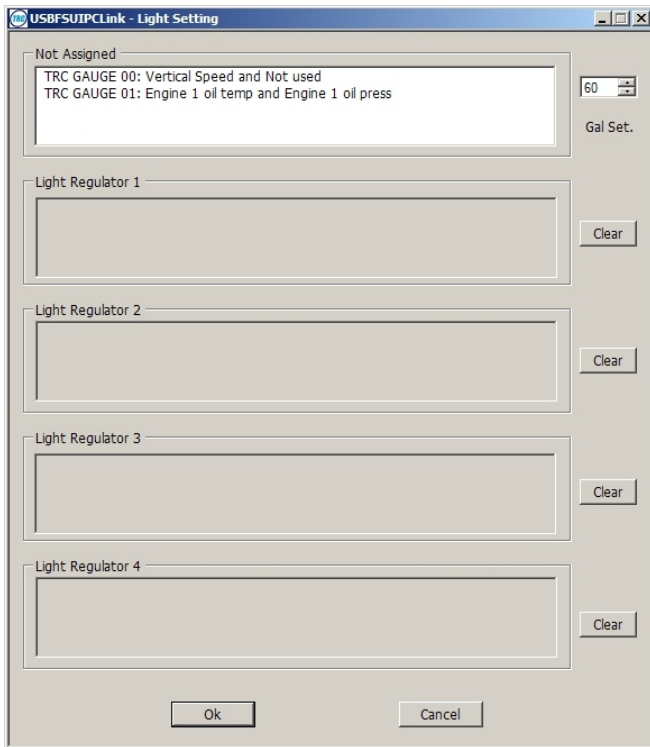 TRC USBFSUIPCLink - Light Setting
Not Assigned
TRC GAUGE 00: Vertical Speed and Not used
TRC GAUGE 01: Engine 1 oil temp and Engine 1 oil press
60
Gal Set.
Light Regulator 1
Clear
Light Regulator 2
Clear
Light Regulator 3
Clear
Light Regulator 4
Clear
Ok
Cancel